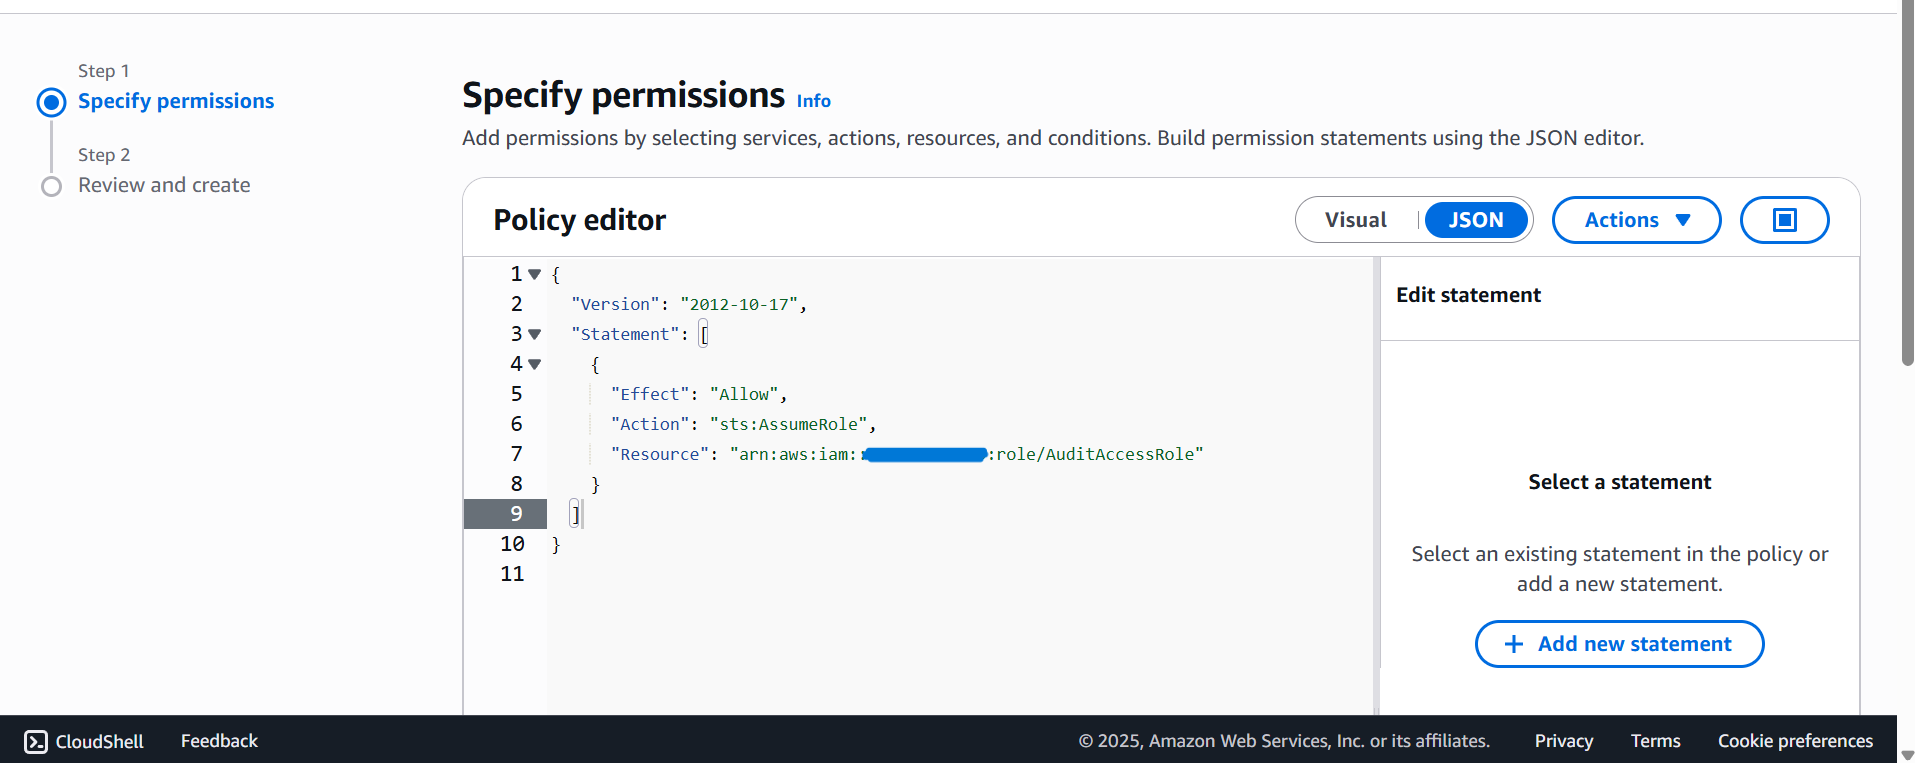 Step 1
Specify permissions
Step 2
Review and create
Specify permissions Info
Add permissions by selecting services, actions, resources, and conditions. Build permission statements using the JSON editor.
Policy editor
Visual
JSON
Actions
1 {
2 "Version": "2012-10-17",
3 "Statement": [
4 {
5 "Effect": "Allow",
6 "Action": "sts:AssumeRole",
7 "Resource": "arn:aws:iam:: :role/AuditAccessRole"
8 }
9 ]
10 }
11
Edit statement
Select a statement
Select an existing statement in the policy or
add a new statement.
+ Add new statement
CloudShell
Feedback
© 2025, Amazon Web Services, Inc. or its affiliates.
Privacy
Terms
Cookie preferences